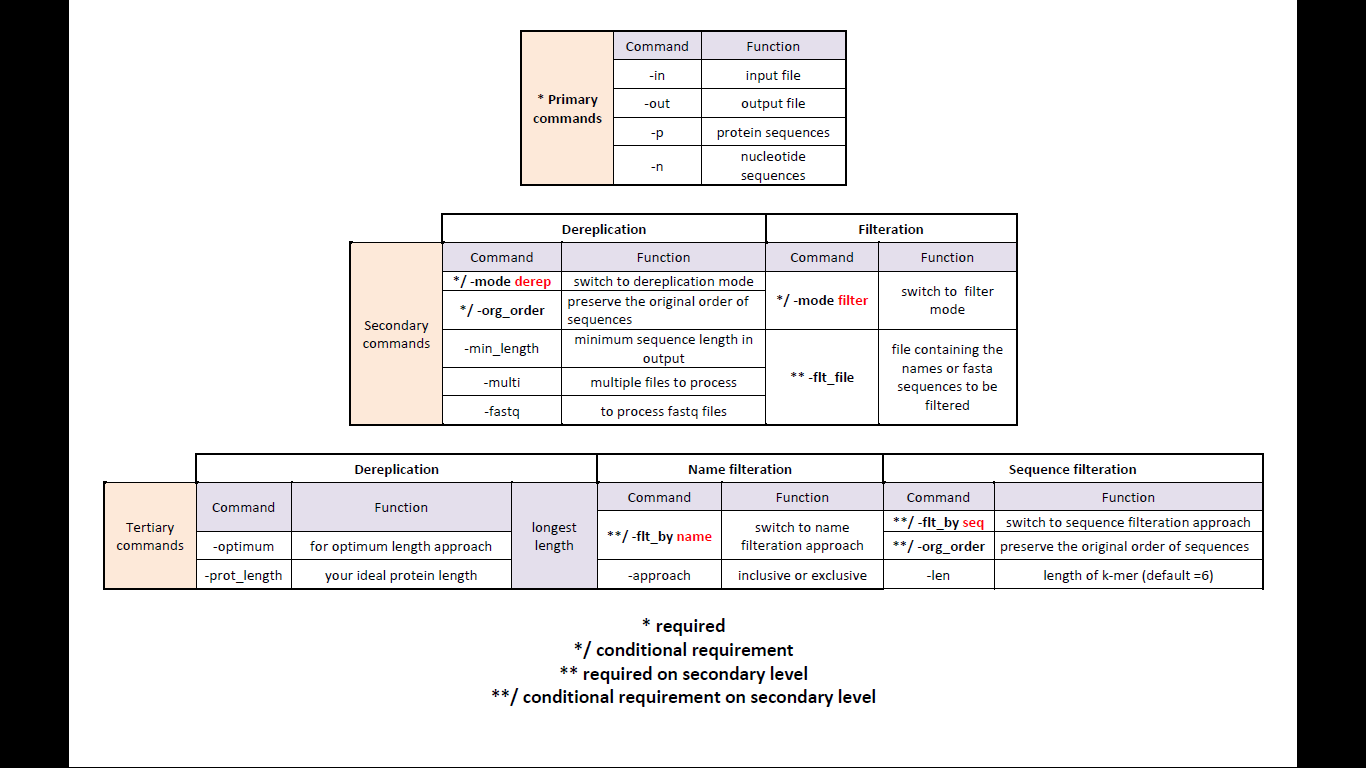 Command Function
* Primary
commands
-in input file
-out output file
-p protein sequences
-n nucleotide
sequences
Dereplication Filteration
Secondary
commands
Command Function Command Function
*/ -mode derep switch to dereplication mode
*/ -org_order preserve the original order of
sequences
-min_length minimum sequence length in
output
-multi multiple files to process
-fastq to process fastq files
*/ -mode filter switch to filter
mode
** -flt_file file containing the
names or fasta
sequences to be
filtered
Dereplication Name filteration Sequence filteration
Tertiary
commands
Command Function
-optimum for optimum length approach
-prot_length your ideal protein length
longest
length
Command Function
**/ -flt_by name switch to name
filteration approach
-approach inclusive or exclusive
Command Function
**/ -flt_by seq switch to sequence filteration approach
**/ -org_order preserve the original order of sequences
-len length of k-mer (default =6)
* required
*/ conditional requirement
** required on secondary level
**/ conditional requirement on secondary level